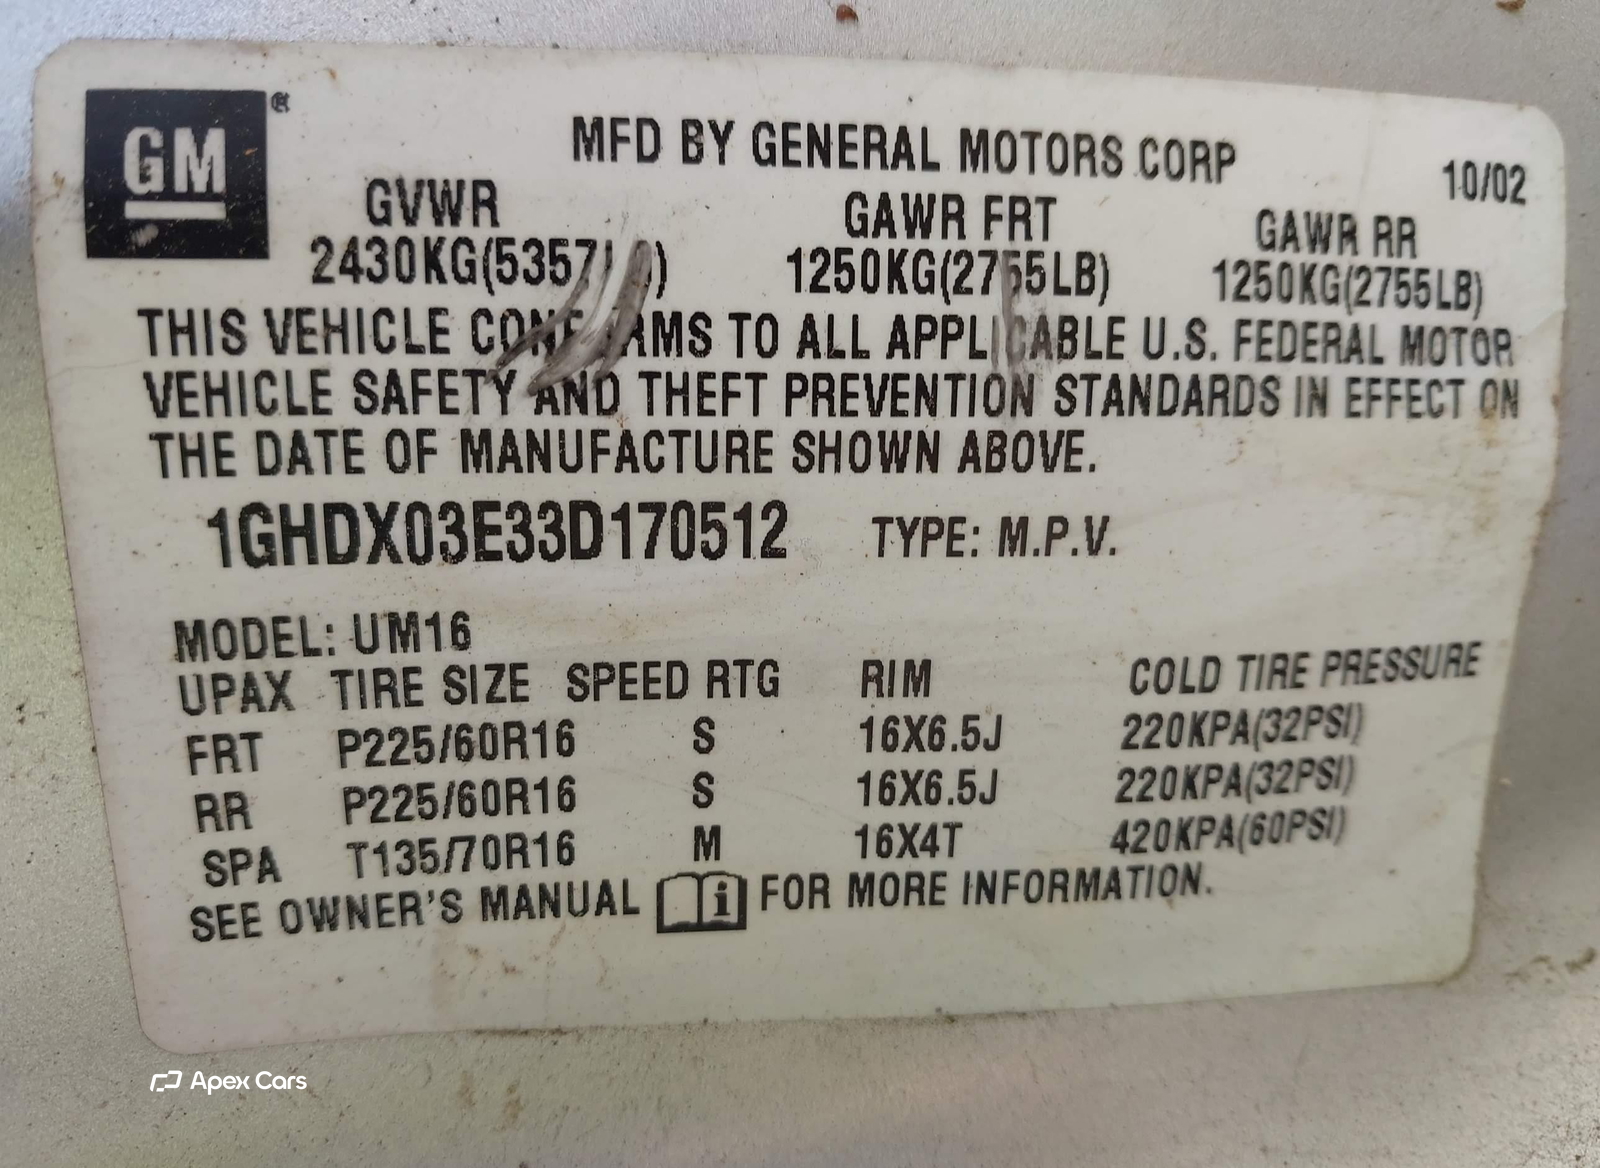 GM ®
MFD BY GENERAL MOTORS CORP 10/02
GVWR GAWR FRT GAWR RR
2430KG(5357 1250KG(2755LB) 1250KG(2755LB)
THIS VEHICLE CONFORMS TO ALL APPLICABLE U.S. FEDERAL MOTOR
VEHICLE SAFETY AND THEFT PREVENTION STANDARDS IN EFFECT ON
THE DATE OF MANUFACTURE SHOWN ABOVE.
1GHDX03E33D170512 TYPE: M.P.V.
MODEL: UM16
UPAX TIRE SIZE SPEED RTG RIM COLD TIRE PRESSURE
FRT P225/60R16 S 16X6.5J 220KPA(32PSI)
RR P225/60R16 S 16X6.5J 220KPA(32PSI)
SPA T135/70R16 M 16X4T 420KPA(60PSI)
SEE OWNER'S MANUAL i FOR MORE INFORMATION.
Apex Cars